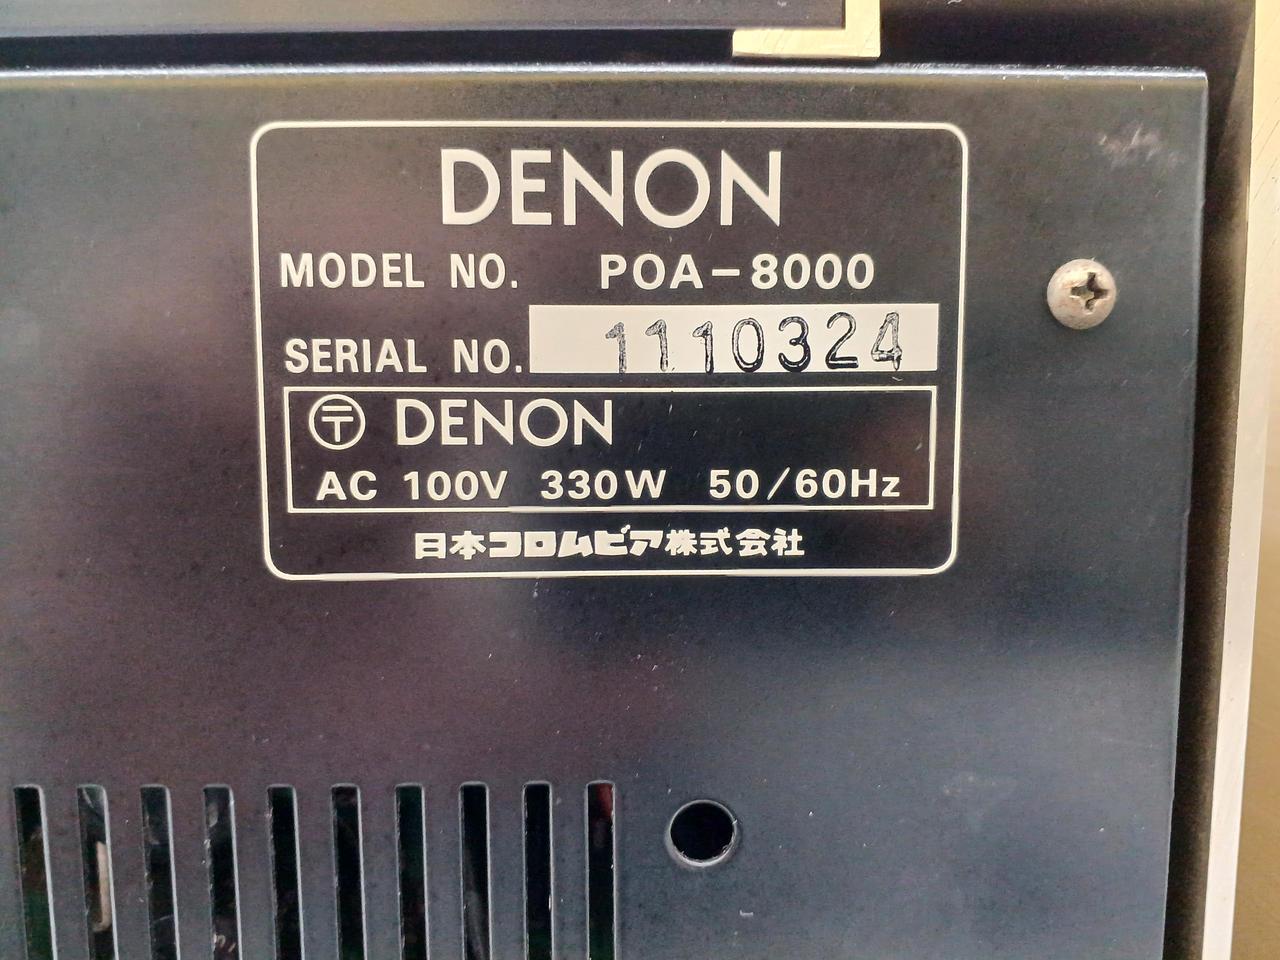 DENON
MODEL NO. POA-8000
SERIAL NO. 1110324
〒 DENON
AC 100V 330W 50/60Hz
日本コロムビア株式会社